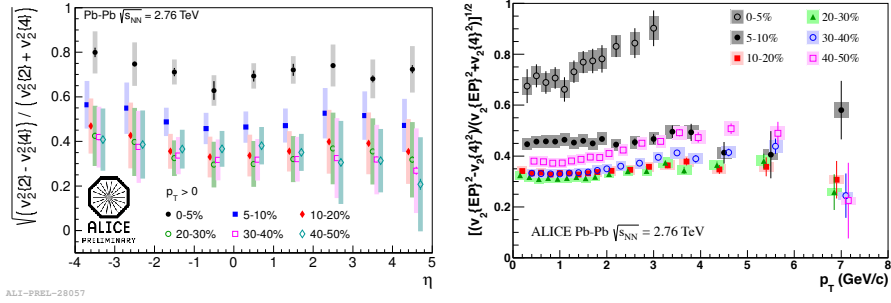 √(v₂²{2} - v₂²{4}) / (v₂²{2} + v₂²{4})
1
0.8
0.6
0.4
0.2
0
Pb-Pb √sNN = 2.76 TeV
ALICE
PRELIMINARY
pT > 0
0-5% 5-10% 10-20%
20-30% 30-40% 40-50%
-4 -3 -2 -1 0 1 2 3 4 5
η
ALI-PREL-28057
[(v₂{EP}²-v₂{4}²)/(v₂{EP}²+v₂{4}²)]^1/2
1
0.8
0.6
0.4
0.2
0
0-5% 20-30%
5-10% 30-40%
10-20% 40-50%
ALICE Pb-Pb √sNN = 2.76 TeV
0 1 2 3 4 5 6 7 8
pT (GeV/c)